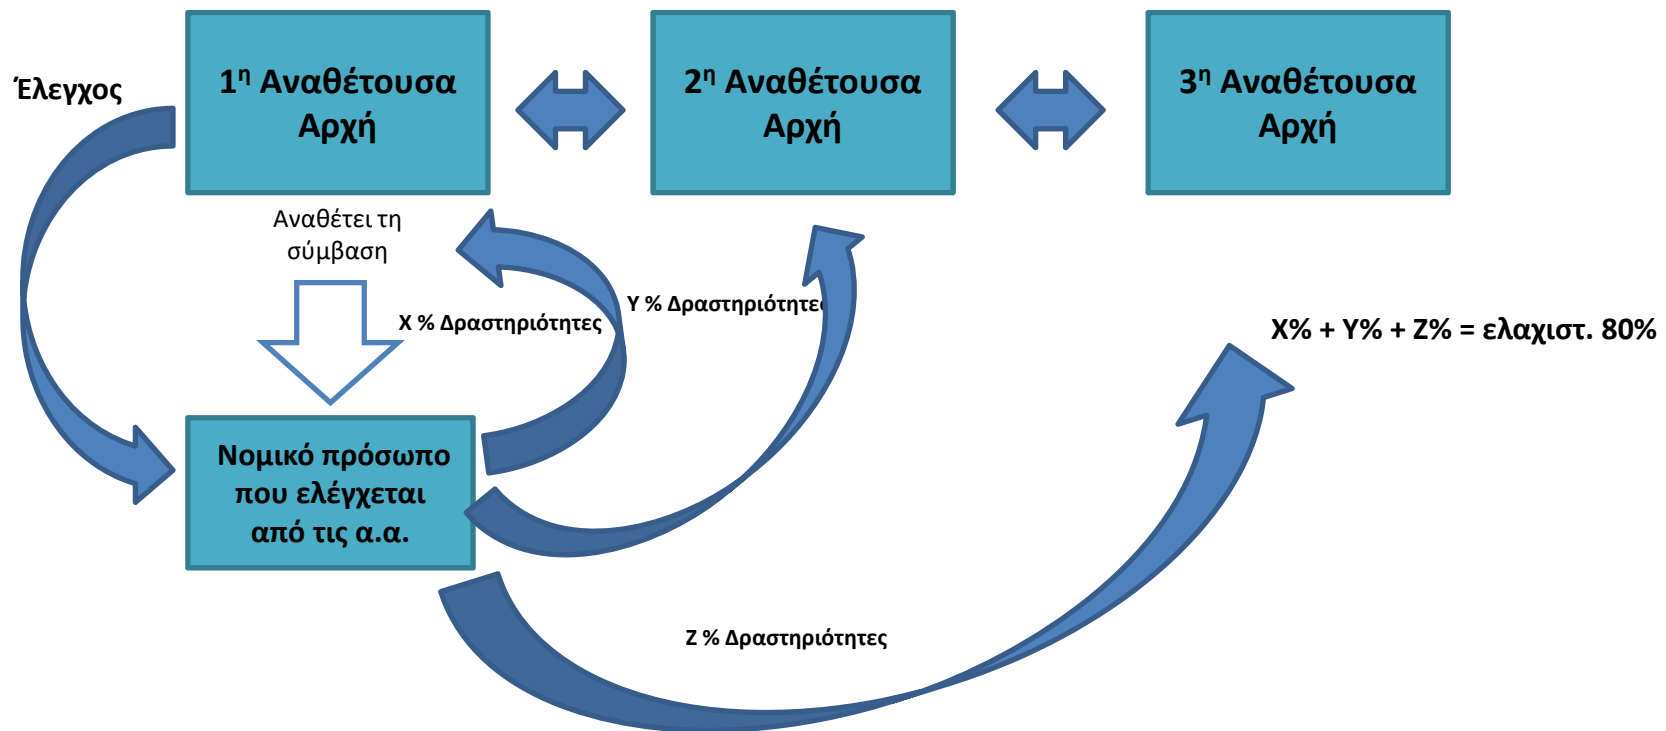 Έλεγχος
1η Αναθέτουσα
Αρχή
2η Αναθέτουσα
Αρχή
3η Αναθέτουσα
Αρχή
Αναθέτει τη
σύμβαση
Χ % Δραστηριότητες
Υ % Δραστηριότητες
Χ% + Υ% + Ζ% = ελαχιστ. 80%
Νομικό πρόσωπο
που ελέγχεται
από τις α.α.
Ζ % Δραστηριότητες